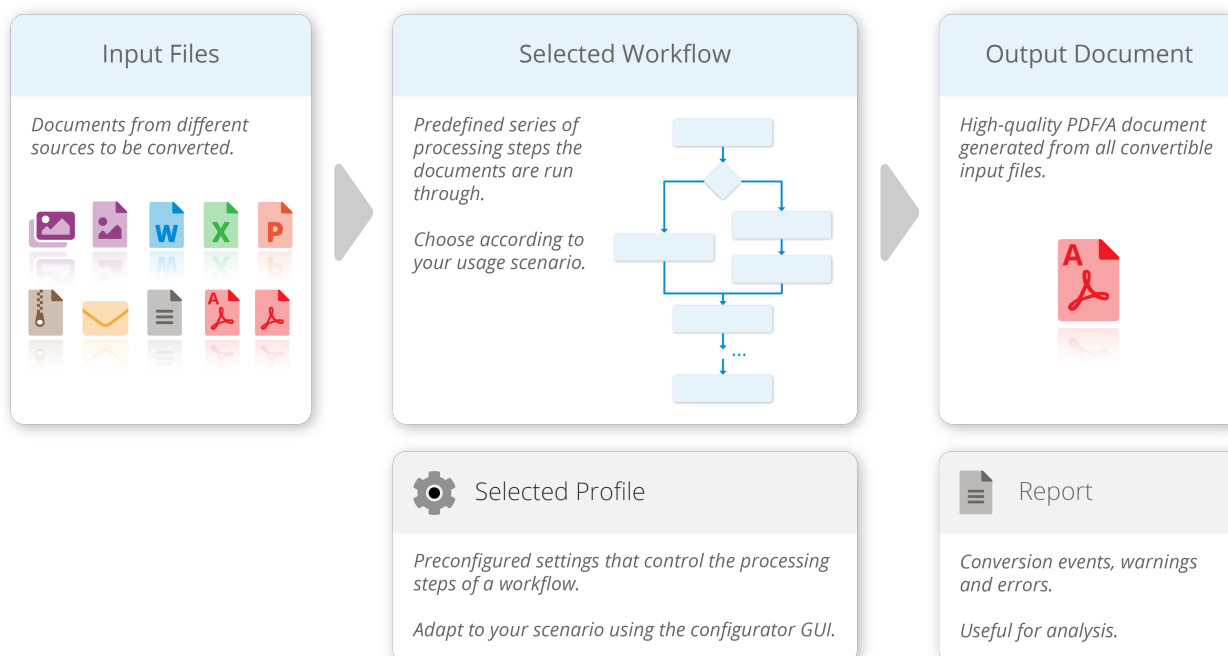 Input Files
Documents from different
sources to be converted.
W
X
P
A
Selected Workflow
Predefined series of
processing steps the
documents are run
through.
Choose according to
your usage scenario.
...
Output Document
High-quality PDF/A document
generated from all convertible
input files.
A
Selected Profile
Preconfigured settings that control the processing
steps of a workflow.
Adapt to your scenario using the configurator GUI.
Report
Conversion events, warnings
and errors.
Useful for analysis.